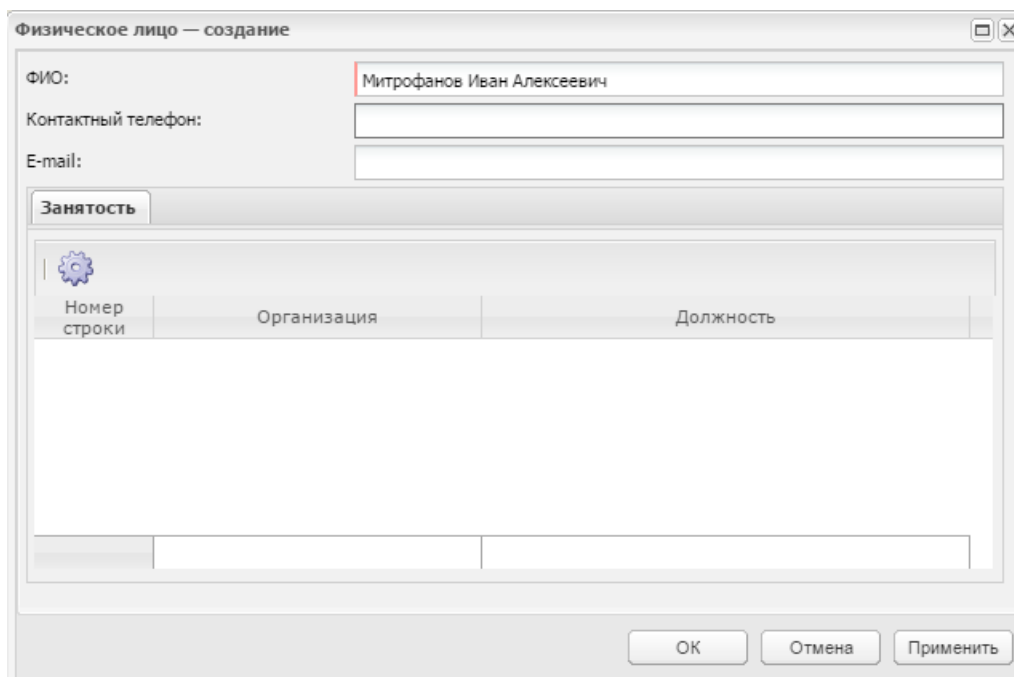 Физическое лицо — создание
ФИО:
Митрофанов Иван Алексеевич
Контактный телефон:
E-mail:
Занятость
Номер
строки
Организация
Должность
ОК
Отмена
Применить